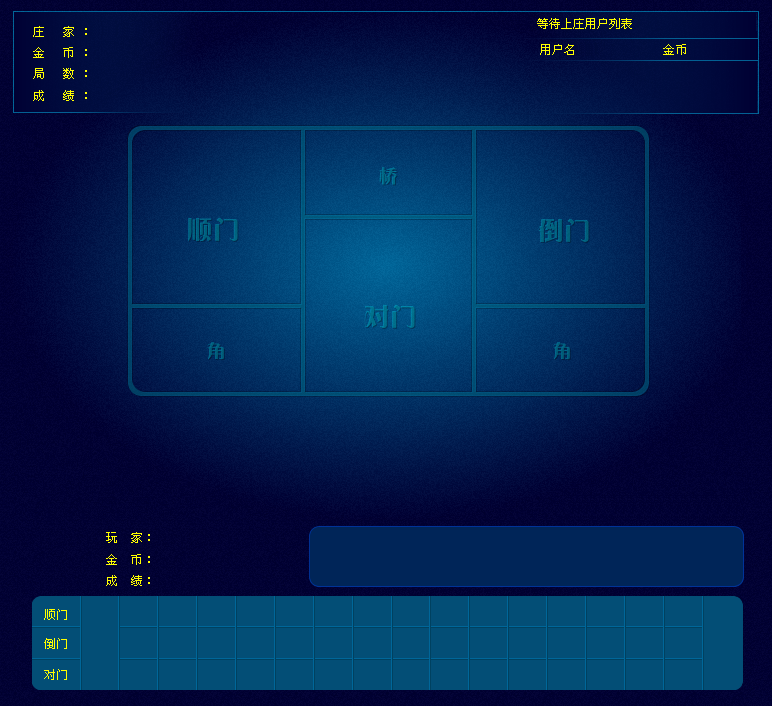 庄 家 :
金 币 :
局 数 :
成 绩 :
等待上庄用户列表
用户名 金币
桥
顺门
倒门
对门
角
角
玩 家 :
金 币 :
成 绩 :
顺门
倒门
对门